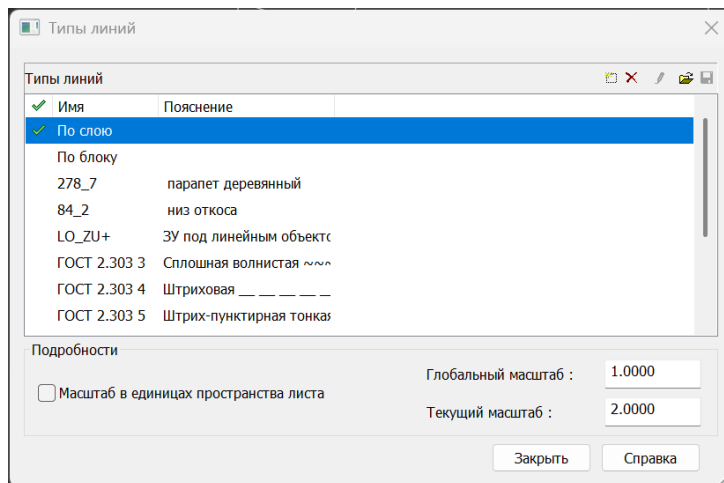 Типы линий
Типы линий
Имя Пояснение
По слою
По блоку
278_7 парапет деревянный
84_2 низ откоса
LO_ZU+ ЗУ под линейным объекто
ГОСТ 2.303 3 Сплошная волнистая ~~~
ГОСТ 2.303 4 Штриховая __ __ __ __ __
ГОСТ 2.303 5 Штрих-пунктирная тонкая
Подробности
Масштаб в единицах пространства листа
Глобальный масштаб : 1.0000
Текущий масштаб : 2.0000
Закрыть Справка